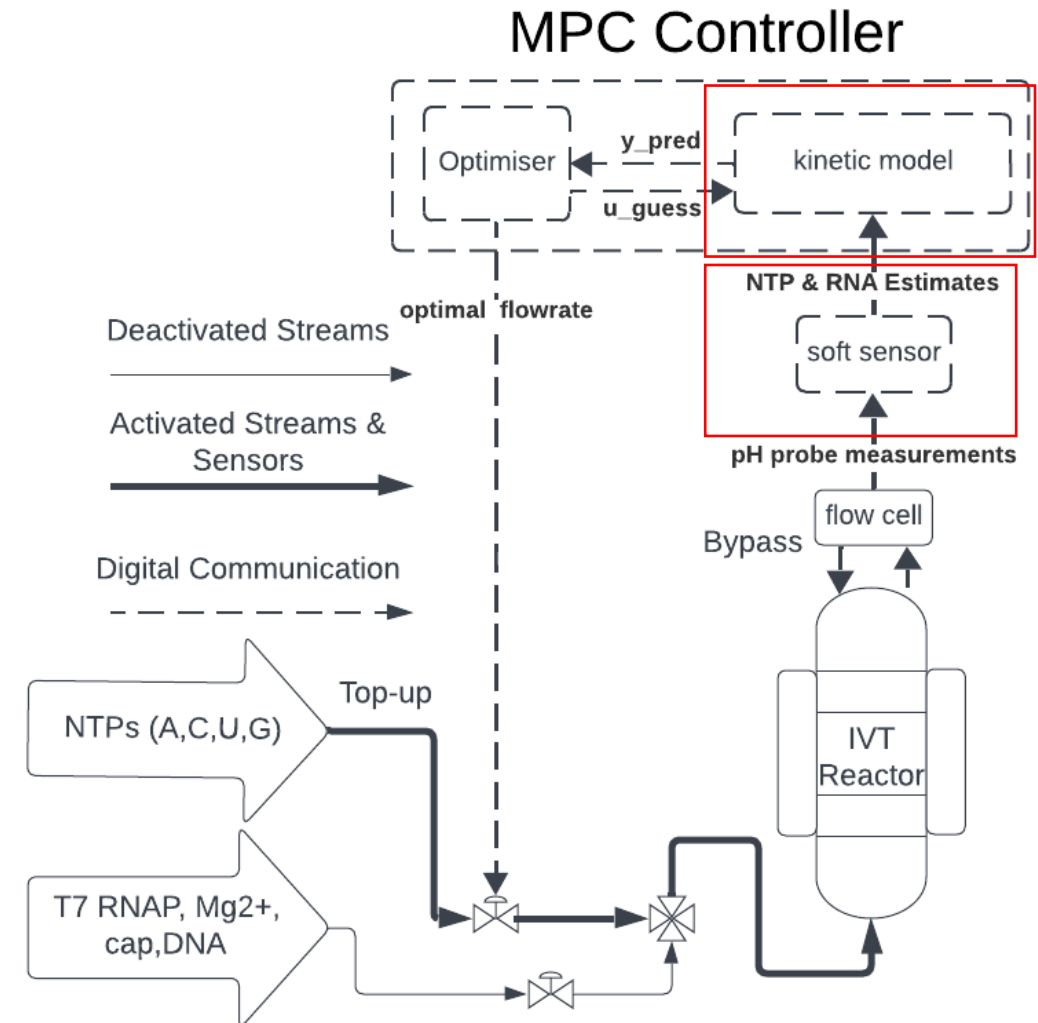 MPC Controller
Optimiser
y_pred
u_guess
kinetic model
NTP & RNA Estimates
optimal flowrate
soft sensor
Deactivated Streams
Activated Streams &
Sensors
pH probe measurements
flow cell
Bypass
Digital Communication
Top-up
NTPs (A,C,U,G)
IVT
Reactor
T7 RNAP, Mg2+,
cap,DNA